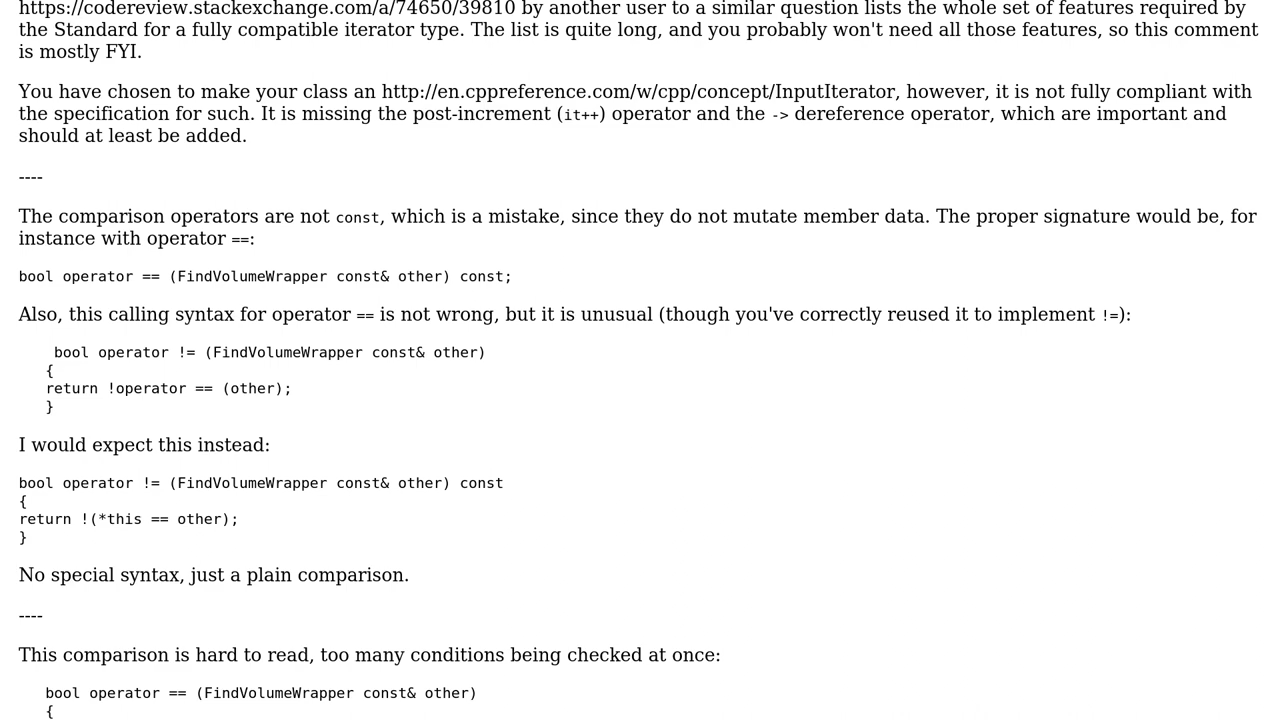 https://codereview.stackexchange.com/a/74650/39810 by another user to a similar question lists the whole set of features required by
the Standard for a fully compatible iterator type. The list is quite long, and you probably won't need all those features, so this comment
is mostly FYI.
You have chosen to make your class an http://en.cppreference.com/w/cpp/concept/InputIterator, however, it is not fully compliant with
the specification for such. It is missing the post-increment (it++) operator and the -> dereference operator, which are important and
should at least be added.
----
The comparison operators are not const, which is a mistake, since they do not mutate member data. The proper signature would be, for
instance with operator ==:
bool operator == (FindVolumeWrapper const& other) const;
Also, this calling syntax for operator == is not wrong, but it is unusual (though you've correctly reused it to implement !=):
bool operator != (FindVolumeWrapper const& other)
{
return !operator == (other);
}
I would expect this instead:
bool operator != (FindVolumeWrapper const& other) const
{
return !(*this == other);
}
No special syntax, just a plain comparison.
----
This comparison is hard to read, too many conditions being checked at once:
bool operator == (FindVolumeWrapper const& other)
{